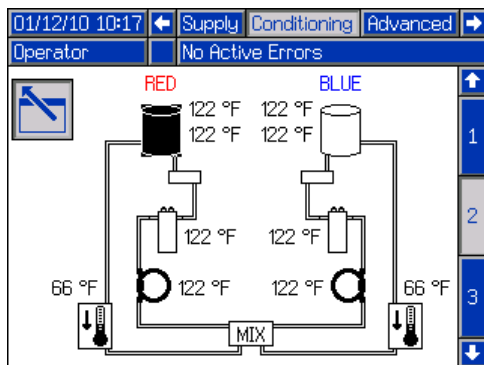 01/12/10 10:17 Supply Conditioning Advanced
Operator No Active Errors
RED BLUE
122 °F 122 °F
122 °F 122 °F
1
122 °F 122 °F
2
66 °F 122 °F 122 °F 66 °F
3
MIX